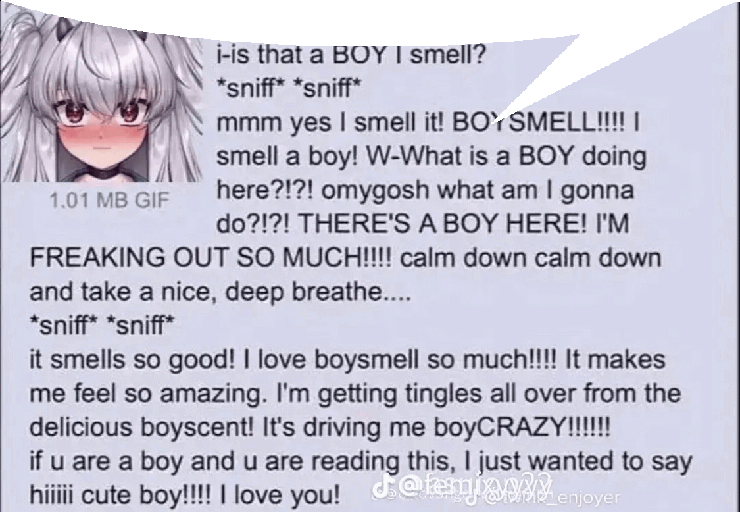 i-is that a BOY I smell?
*sniff* *sniff*
mmm yes I smell it! BOYSMELL!!!! I
smell a boy! W-What is a BOY doing
here?!?! omygosh what am I gonna
do?!?! THERE'S A BOY HERE! I'M
1.01 MB GIF
FREAKING OUT SO MUCH!!!! calm down calm down
and take a nice, deep breathe....
*sniff* *sniff*
it smells so good! I love boysmell so much!!!! It makes
me feel so amazing. I'm getting tingles all over from the
delicious boyscent! It's driving me boyCRAZY!!!!!!
if u are a boy and u are reading this, I just wanted to say
hiiiii cute boy!!!! I love you!